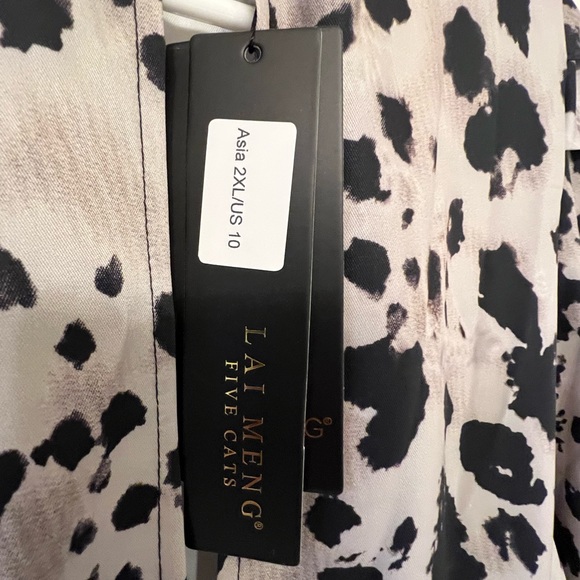 Asia 2XL/US 10
LAI MENG®
FIVE CATS
G®